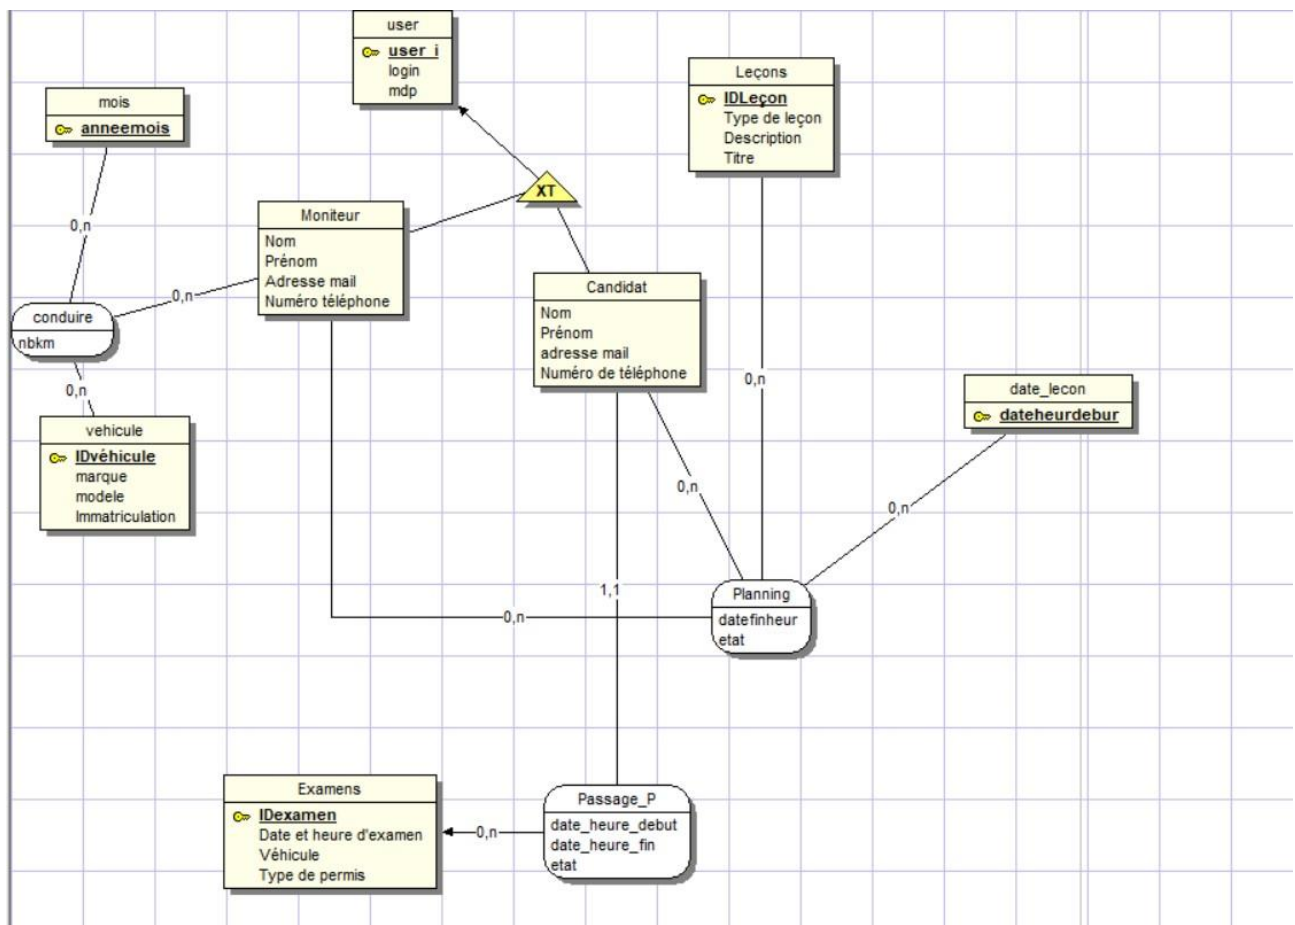 user
user_i
login
mdp
Leçons
IDLeçon
Type de leçon
Description
Titre
mois
anneemois
XT
Moniteur
Nom
Prénom
Adresse mail
Numéro téléphone
0,n
0,n
Candidat
Nom
Prénom
adresse mail
Numéro de téléphone
conduire
nbkm
0,n
0,n
date_lecon
dateheurdebur
vehicule
IDvéhicule
marque
modele
Immatriculation
0,n
0,n
1,1
Planning
datefinheur
etat
0,n
Examens
IDexamen
Date et heure d'examen
Véhicule
Type de permis
0,n
Passage_P
date_heure_debut
date_heure_fin
etat